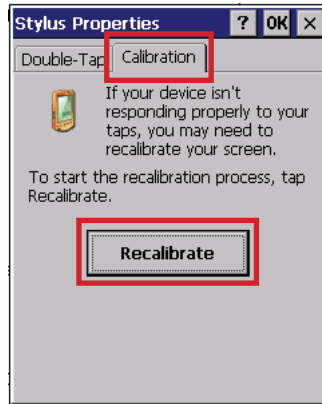 Stylus Properties ? OK ×
Double-Tap Calibration
If your device isn't
responding properly to your
taps, you may need to
recalibrate your screen.
To start the recalibration process, tap
Recalibrate.
Recalibrate